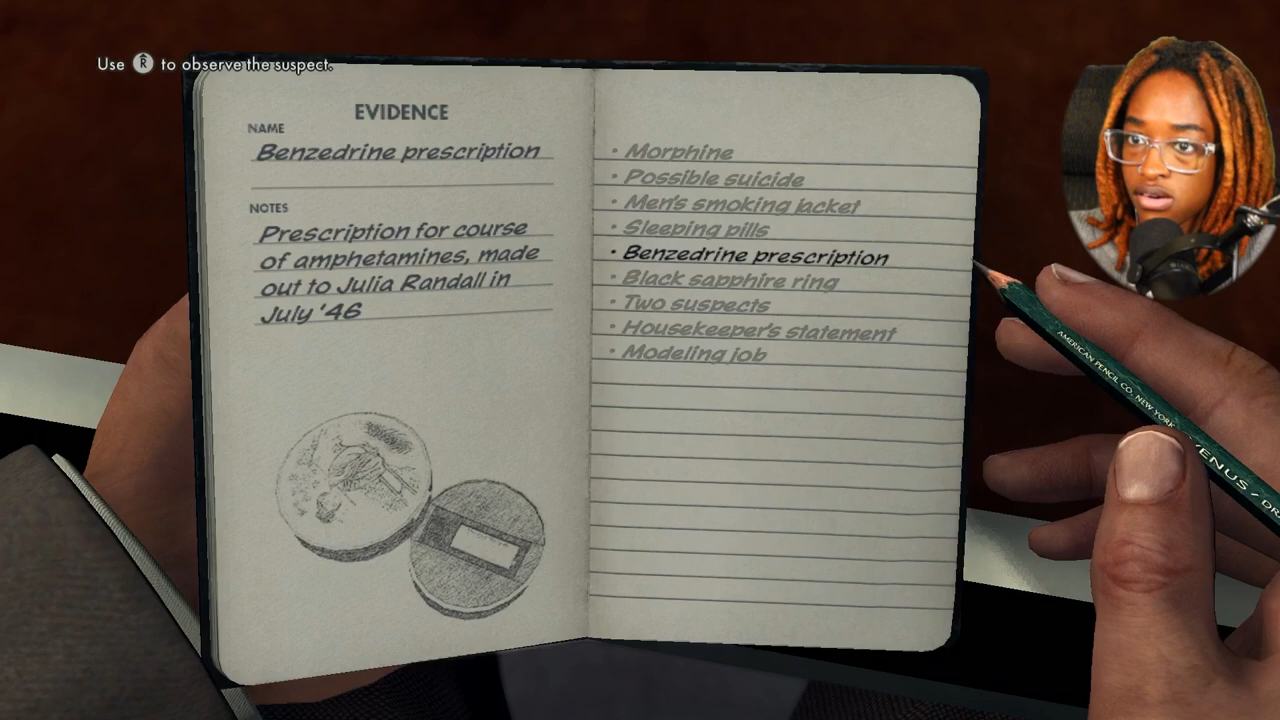 Use R to observe the suspect.
EVIDENCE
NAME
Benzedrine prescription
NOTES
Prescription for course
of amphetamines, made
out to Julia Randall in
July '46
• Morphine
• Possible suicide
• Men's smoking jacket
• Sleeping pills
• Benzedrine prescription
• Black sapphire ring
• Two suspects
• Housekeeper's statement
• Modeling job
AMERICAN PENCIL CO. NEW YORK
VENUS / DR